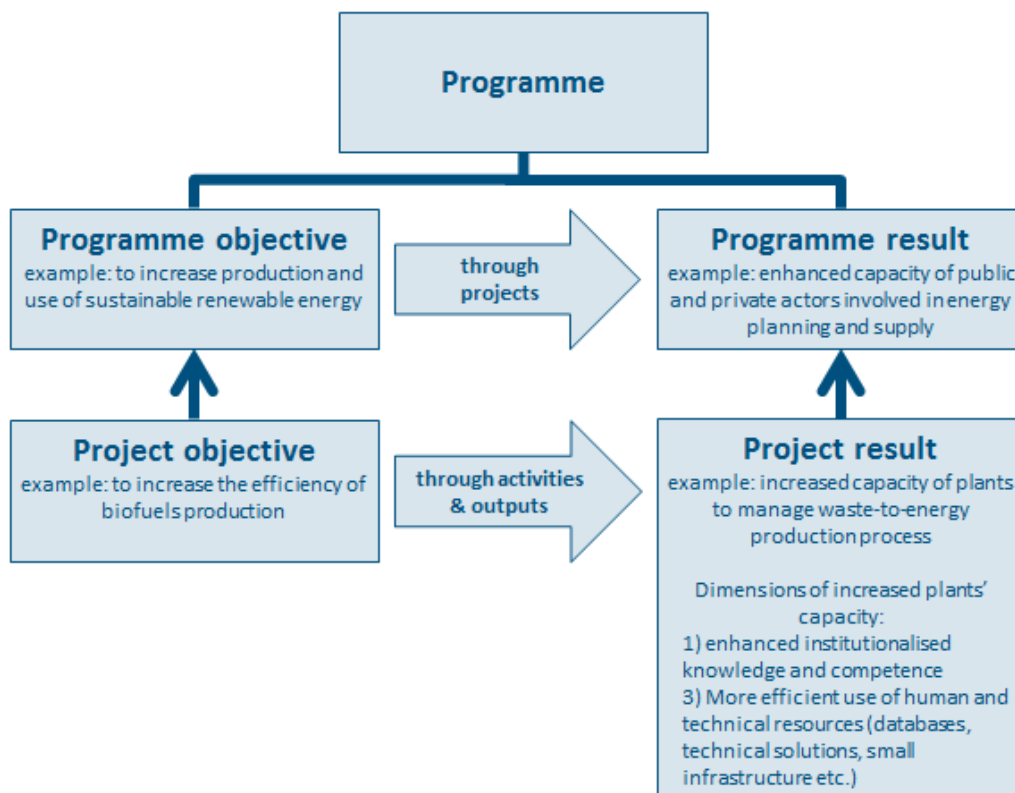 Programme
Programme objective
example: to increase production and
use of sustainable renewable energy
through
projects
Programme result
example: enhanced capacity of public
and private actors involved in energy
planning and supply
Project objective
example: to increase the efficiency of
biofuels production
through activities
& outputs
Project result
example: increased capacity of plants
to manage waste-to-energy
production process
Dimensions of increased plants’
capacity:
1) enhanced institutionalised
knowledge and competence
3) More efficient use of human and
technical resources (databases,
technical solutions, small
infrastructure etc.)